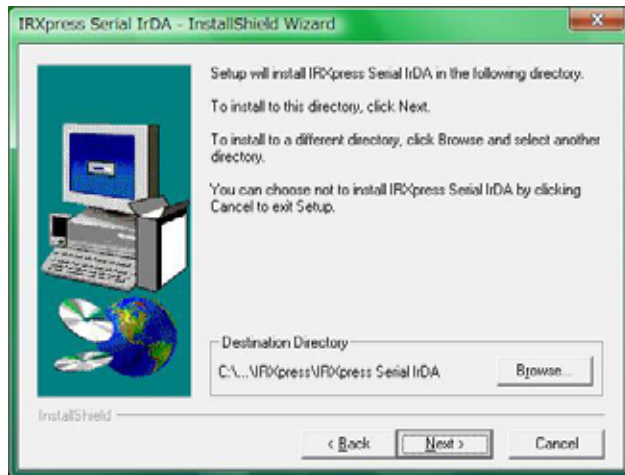 IRXpress Serial IrDA - InstallShield Wizard
Setup will install IRXpress Serial IrDA in the following directory.
To install to this directory, click Next.
To install to a different directory, click Browse and select another
directory.
You can choose not to install IRXpress Serial IrDA by clicking
Cancel to exit Setup.
Destination Directory
C:\...\IRXpress\IRXpress Serial IrDA
Browse...
InstallShield
< Back
Next >
Cancel